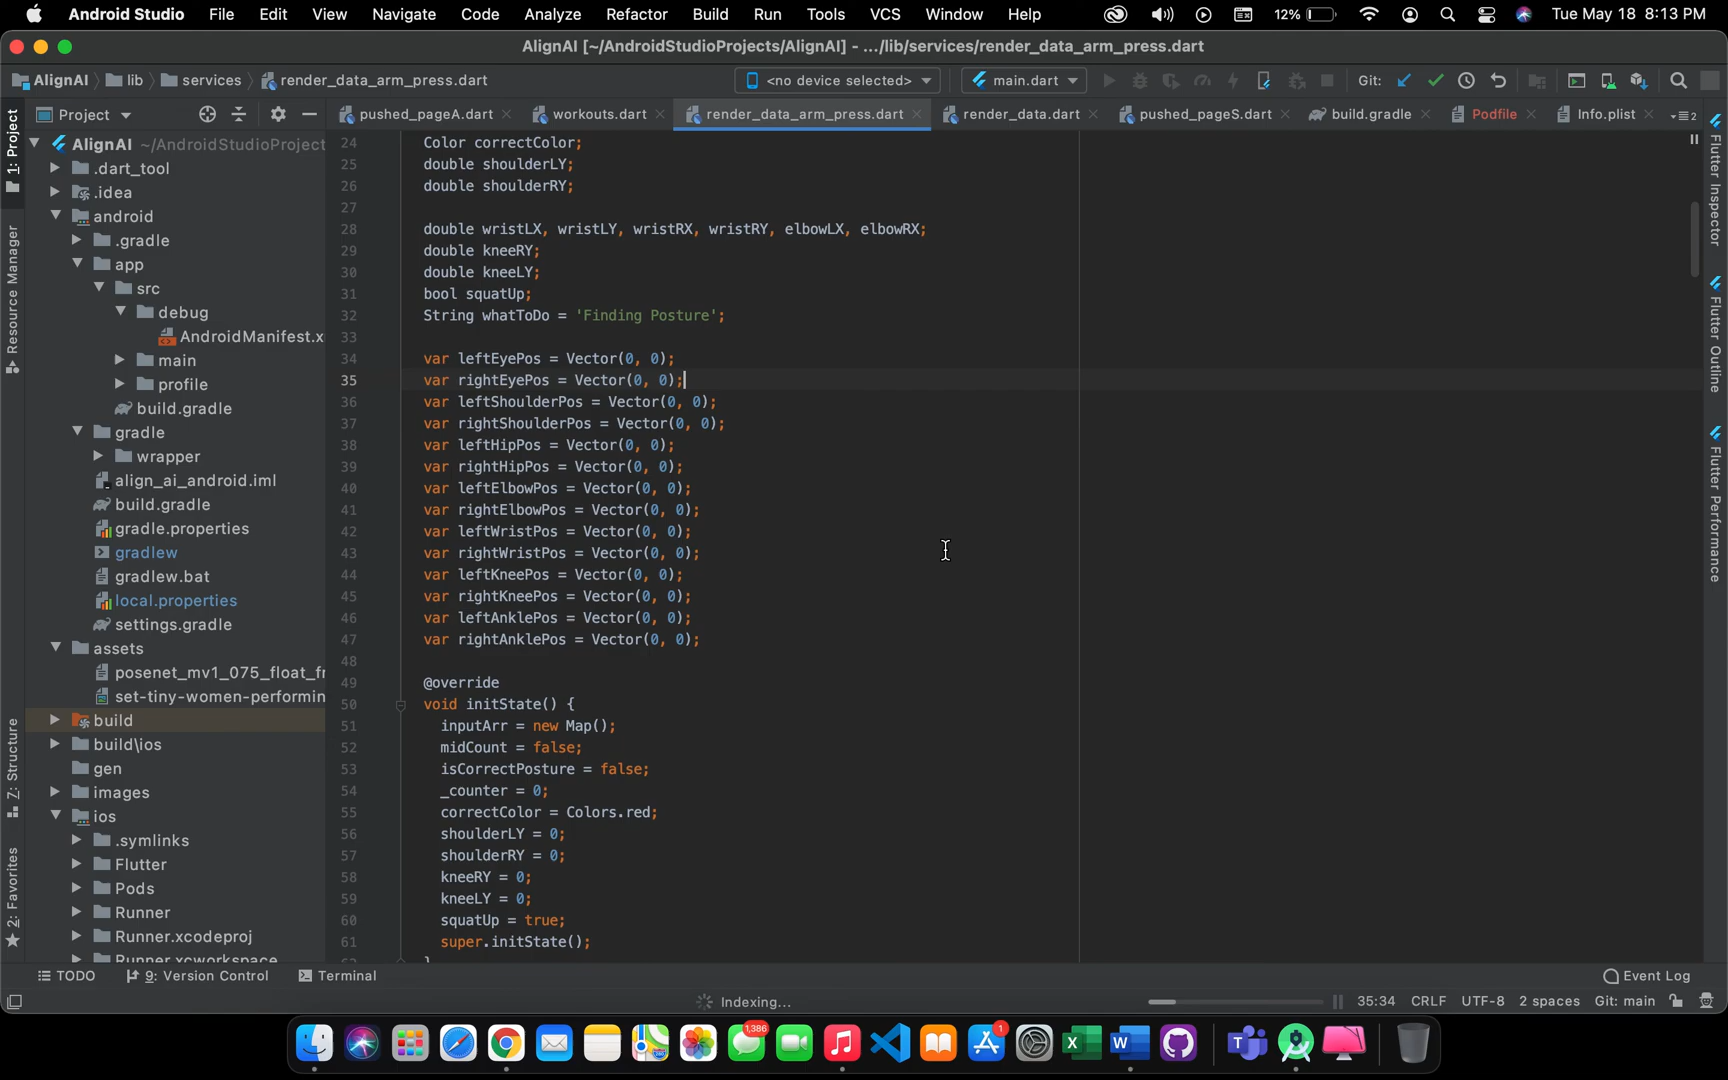 Android Studio File Edit View Navigate Code Analyze Refactor Build Run Tools VCS Window Help 12% Tue May 18 8:13 PM
AlignAI [~/AndroidStudioProjects/AlignAI] - .../lib/services/render_data_arm_press.dart
AlignAI lib services render_data_arm_press.dart <no device selected> main.dart Git:
Project pushed_pageA.dart workouts.dart render_data_arm_press.dart render_data.dart pushed_pageS.dart build.gradle Podfile Info.plist 2
1: Project
Resource Manager
7: Structure
2: Favorites
AlignAI ~/AndroidStudioProject
.dart_tool
.idea
android
.gradle
app
src
debug
AndroidManifest.x
main
profile
build.gradle
gradle
wrapper
align_ai_android.iml
build.gradle
gradle.properties
gradlew
gradlew.bat
local.properties
settings.gradle
assets
posenet_mv1_075_float_fr
set-tiny-women-performin
build
build\ios
gen
images
ios
.symlinks
Flutter
Pods
Runner
Runner.xcodeproj
Runner.xcworkspace
24 Color correctColor;
25 double shoulderLY;
26 double shoulderRY;
27
28 double wristLX, wristLY, wristRX, wristRY, elbowLX, elbowRX;
29 double kneeRY;
30 double kneeLY;
31 bool squatUp;
32 String whatToDo = 'Finding Posture';
33
34 var leftEyePos = Vector(0, 0);
35 var rightEyePos = Vector(0, 0);
36 var leftShoulderPos = Vector(0, 0);
37 var rightShoulderPos = Vector(0, 0);
38 var leftHipPos = Vector(0, 0);
39 var rightHipPos = Vector(0, 0);
40 var leftElbowPos = Vector(0, 0);
41 var rightElbowPos = Vector(0, 0);
42 var leftWristPos = Vector(0, 0);
43 var rightWristPos = Vector(0, 0);
44 var leftKneePos = Vector(0, 0);
45 var rightKneePos = Vector(0, 0);
46 var leftAnklePos = Vector(0, 0);
47 var rightAnklePos = Vector(0, 0);
48
49 @override
50 void initState() {
51 inputArr = new Map();
52 midCount = false;
53 isCorrectPosture = false;
54 _counter = 0;
55 correctColor = Colors.red;
56 shoulderLY = 0;
57 shoulderRY = 0;
58 kneeRY = 0;
59 kneeLY = 0;
60 squatUp = true;
61 super.initState();
}
Flutter Inspector
Flutter Outline
Flutter Performance
TODO 9: Version Control Terminal Event Log
Indexing... 35:34 CRLF UTF-8 2 spaces Git: main
1,386
1